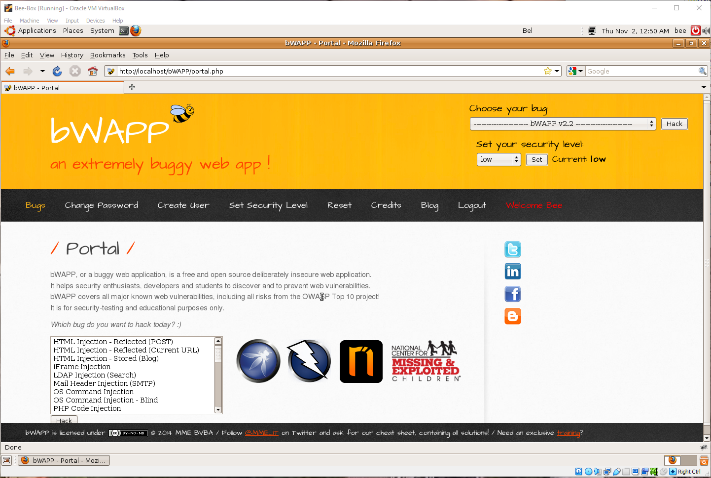 Bee-Box [Running] - Oracle VM VirtualBox
File Machine View Input Devices Help
Applications Places System
Bel
Thu Nov 2, 12:50 AM
bee
bWAPP - Portal - Mozilla Firefox
File Edit View History Bookmarks Tools Help
http://localhost/bWAPP/portal.php
Google
bWAPP - Portal
bWAPP
an extremely buggy web app !
Choose your bug
---------------------- bWAPP v2.2 ----------------------
Hack
Set your security level
low
Set
Current: low
Bugs
Change Password
Create User
Set Security Level
Reset
Credits
Blog
Logout
Welcome Bee
/ Portal /
bWAPP, or a buggy web application, is a free and open source deliberately insecure web application.
It helps security enthusiasts, developers and students to discover and to prevent web vulnerabilities.
bWAPP covers all major known web vulnerabilities, including all risks from the OWASP Top 10 project!
It is for security-testing and educational purposes only.
Which bug do you want to hack today? :)
HTML Injection - Reflected (POST)
HTML Injection - Reflected (Current URL)
HTML Injection - Stored (Blog)
iFrame Injection
LDAP Injection (Search)
Mail Header Injection (SMTP)
OS Command Injection
OS Command Injection - Blind
PHP Code Injection
Hack
NATIONAL CENTER FOR
MISSING &
EXPLOITED
CHILDREN
bWAPP is licensed under
© 2014 MME BVBA / Follow @MME_IT on Twitter and ask for our cheat sheet, containing all solutions! / Need an exclusive training?
Done
bWAPP - Portal - Mozi...
Right Ctrl